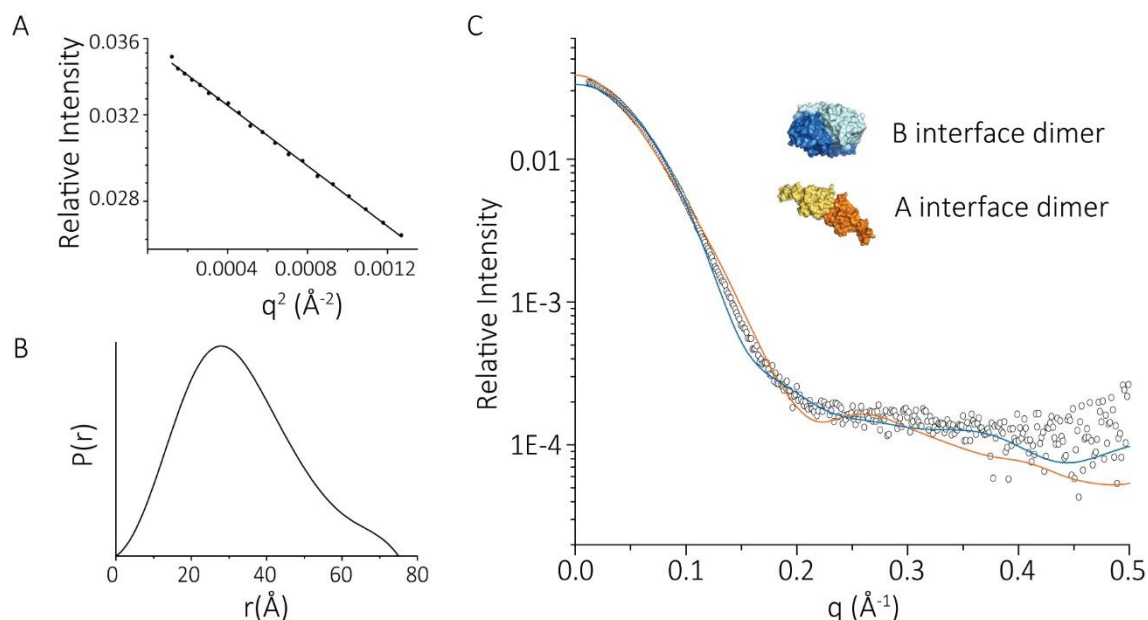 A
Relative Intensity
0.036
0.032
0.028
0.0004
0.0008
0.0012
q² (Å⁻²)
B
P(r)
0
20
40
60
80
r(Å)
C
Relative Intensity
0.01
1E-3
1E-4
B interface dimer
A interface dimer
0.0
0.1
0.2
0.3
0.4
0.5
q (Å⁻¹)